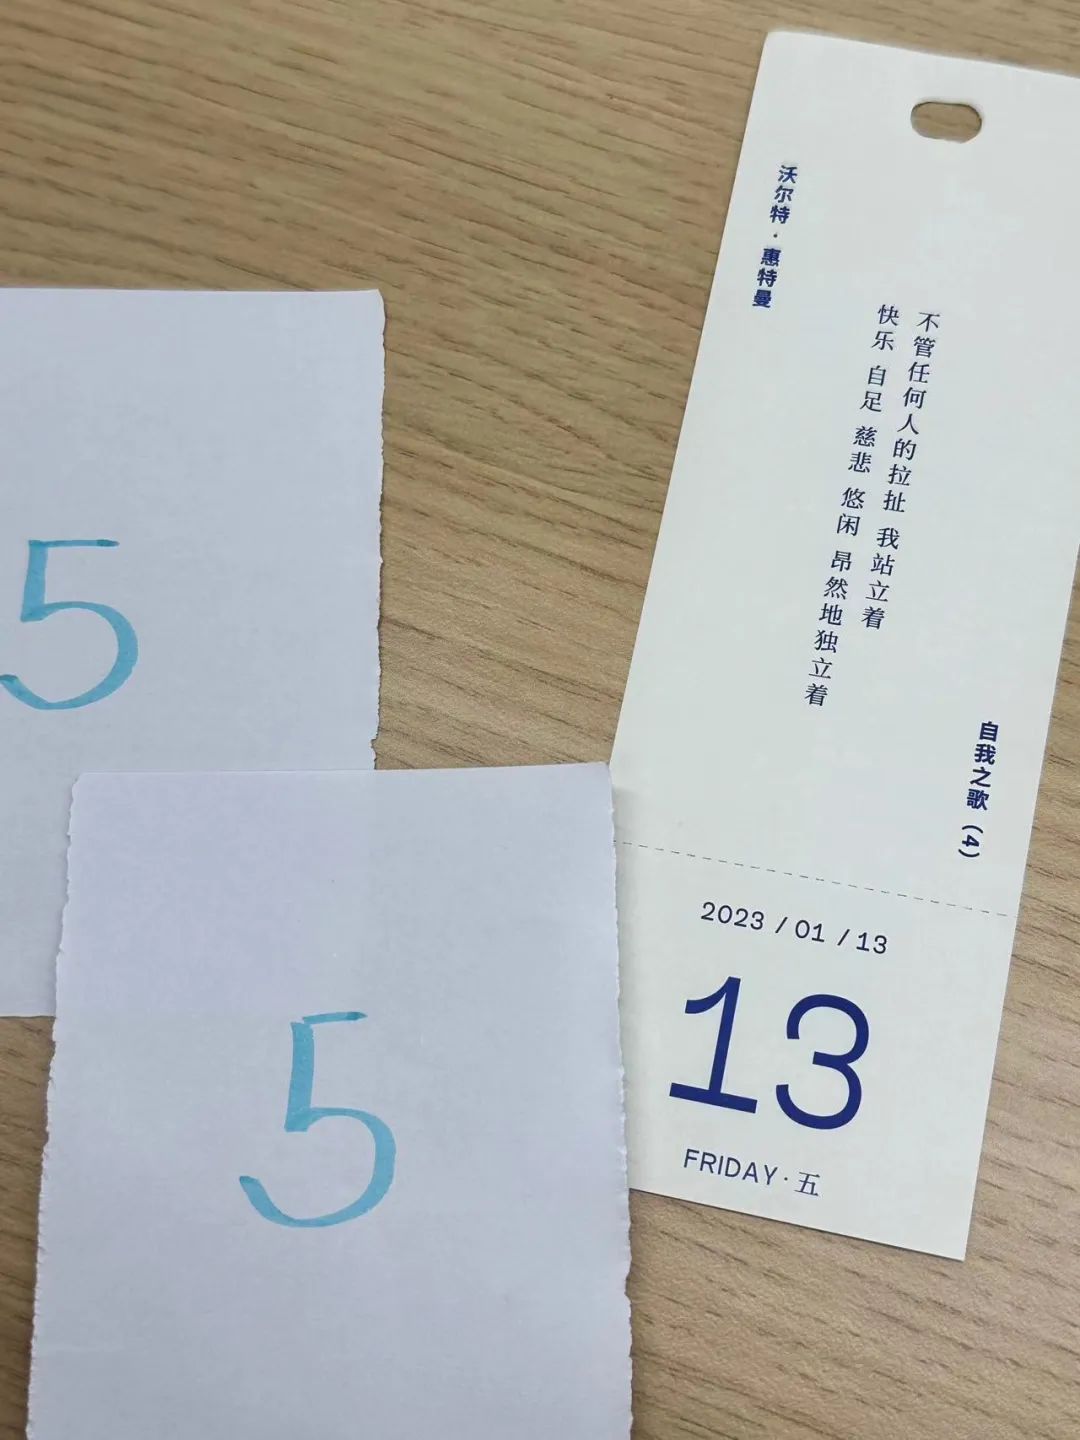 沃尔特·惠特曼
不管任何人的拉扯 我站立着
快乐 自足 慈悲 悠闲 昂然地独立着
自我之歌（4）
2023 / 01 / 13
13
FRIDAY·五
5
5